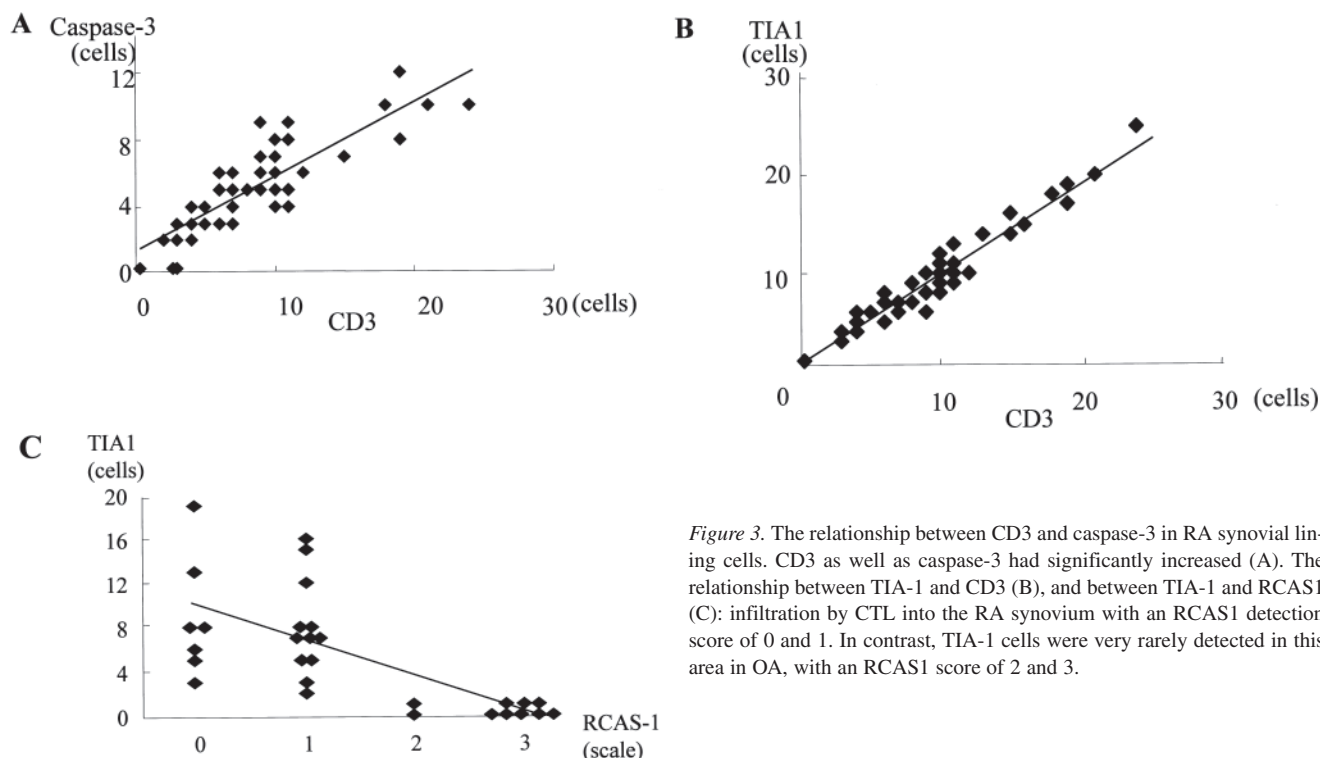 A
Caspase-3
(cells)
12
8
4
0
0 10 20 30 (cells)
CD3
B
TIA1
(cells)
30
20
10
0 10 20 30 (cells)
CD3
C
TIA1
(cells)
20
16
12
8
4
0
0 1 2 3
RCAS-1
(scale)
Figure 3. The relationship between CD3 and caspase-3 in RA synovial lin-
ing cells. CD3 as well as caspase-3 had significantly increased (A). The
relationship between TIA-1 and CD3 (B), and between TIA-1 and RCAS1
(C): infiltration by CTL into the RA synovium with an RCAS1 detection
score of 0 and 1. In contrast, TIA-1 cells were very rarely detected in this
area in OA, with an RCAS1 score of 2 and 3.